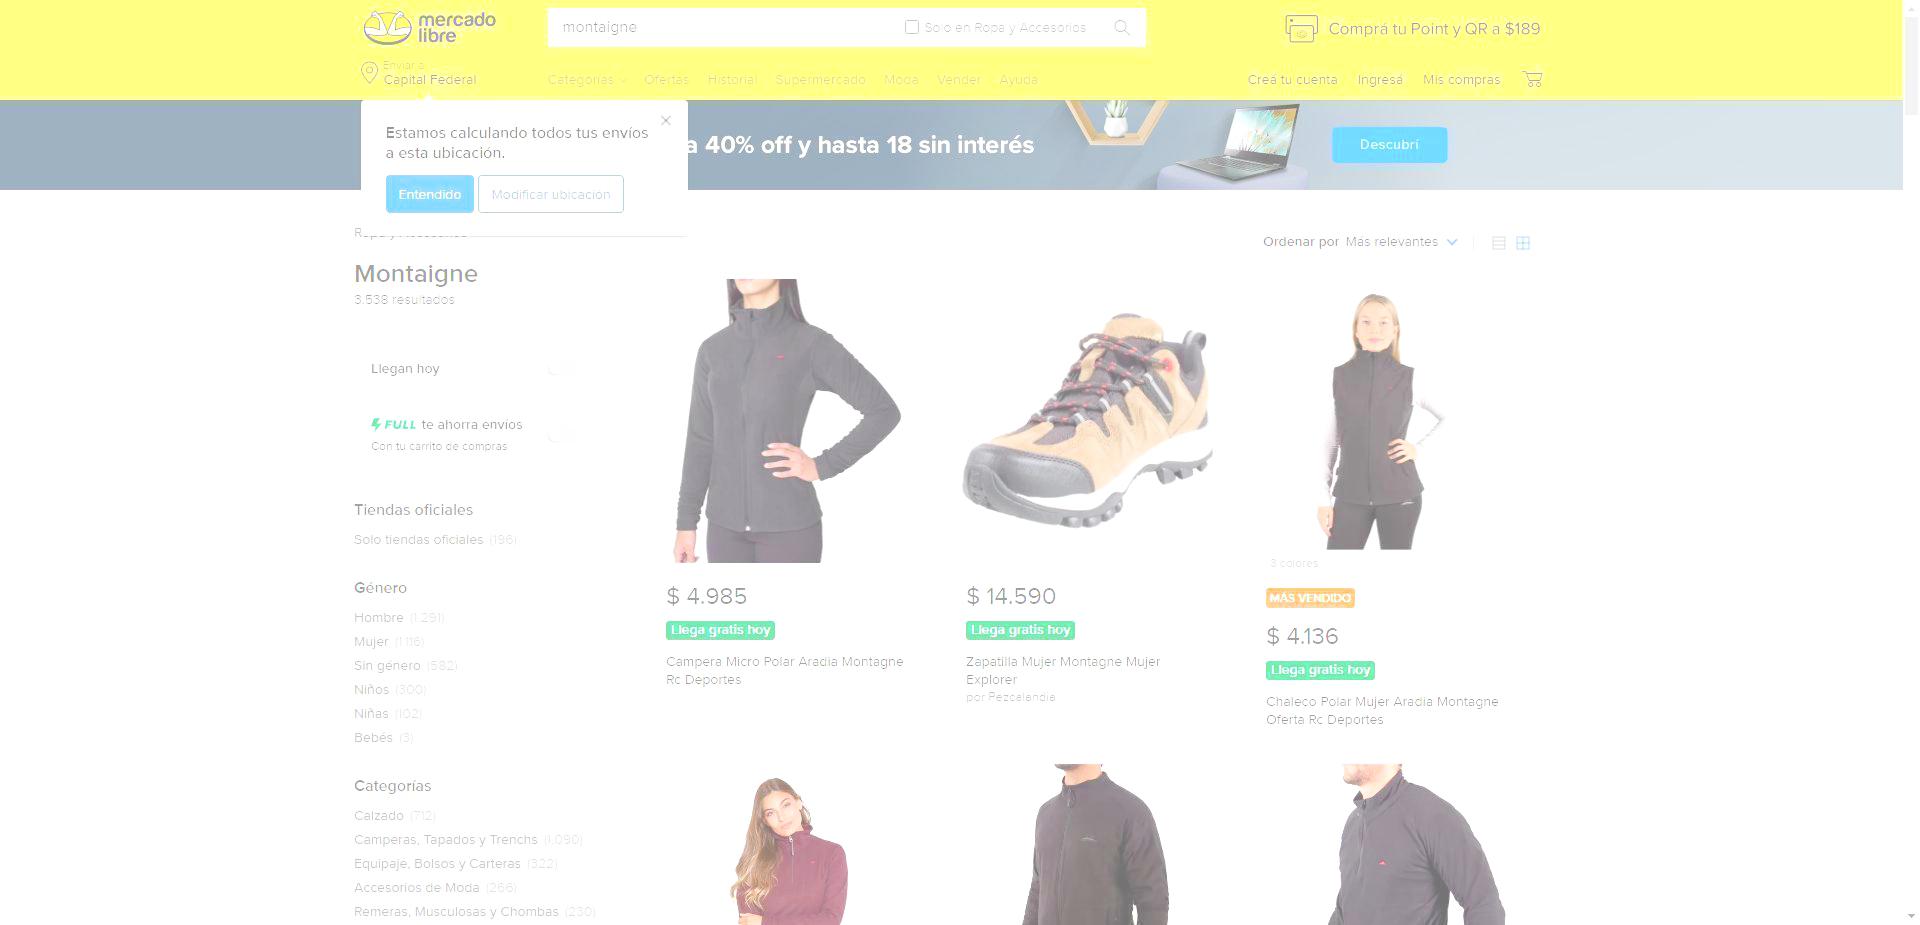 mercado
libre
montaigne
Solo en Ropa y Accesorios
Comprá tu Point y QR a $189
Enviar a
Capital Federal
Categorías Ofertas Historial Supermercado Moda Vender Ayuda
Creá tu cuenta Ingresá Mis compras
Estamos calculando todos tus envíos
a esta ubicación.
Entendido Modificar ubicación
a 40% off y hasta 18 sin interés
Descubrí
Ropa y Accesorios
Ordenar por Más relevantes
Montaigne
3.538 resultados
Llegan hoy
FULL te ahorra envíos
Con tu carrito de compras
Tiendas oficiales
Solo tiendas oficiales (196)
Género
Hombre (1.291)
Mujer (1.116)
Sin género (582)
Niños (300)
Niñas (102)
Bebés (3)
Categorías
Calzado (712)
Camperas, Tapados y Trenchs (1.090)
Equipaje, Bolsos y Carteras (322)
Accesorios de Moda (266)
Remeras, Musculosas y Chombas (230)
$ 4.985
Llega gratis hoy
Campera Micro Polar Aradia Montagne
Rc Deportes
$ 14.590
Llega gratis hoy
Zapatilla Mujer Montagne Mujer
Explorer
por Pezcalandia
3 colores
MÁS VENDIDO
$ 4.136
Llega gratis hoy
Chaleco Polar Mujer Aradia Montagne
Oferta Rc Deportes